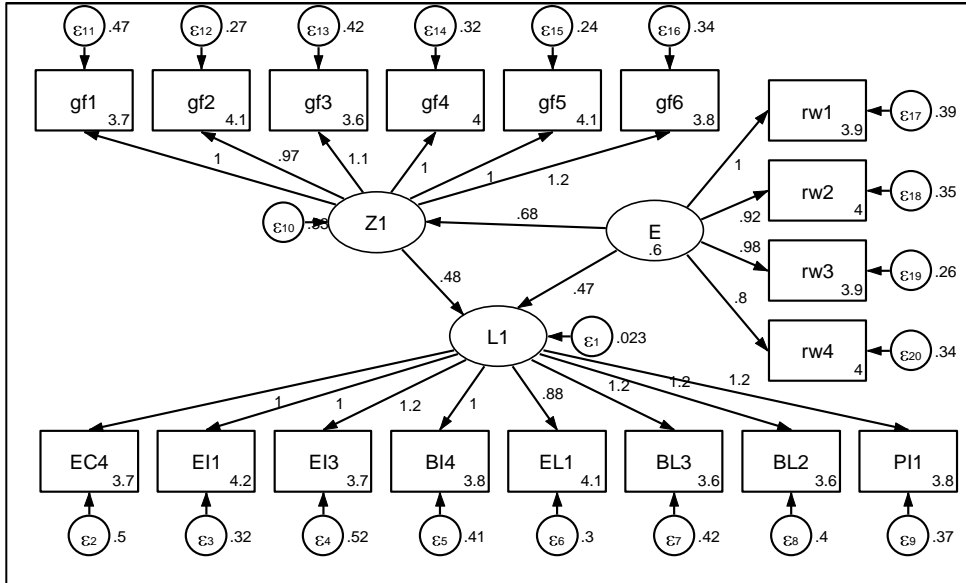 ε11 .47 ε12 .27 ε13 .42 ε14 .32 ε15 .24 ε16 .34
gf1 3.7 gf2 4.1 gf3 3.6 gf4 4 gf5 4.1 gf6 3.8
rw1 3.9 ε17 .39
1 .97 1.1 1 1 1.2 1
rw2 4 ε18 .35
ε10 Z1 .68 E .6 .92
.98 rw3 3.9 ε19 .26
.48 .47 .8
L1 ε1 .023 rw4 4 ε20 .34
1 1 1.2 1 .88 1.2 1.2 1.2
EC4 3.7 EI1 4.2 EI3 3.7 BI4 3.8 EL1 4.1 BL3 3.6 BL2 3.6 PI1 3.8
ε2 .5 ε3 .32 ε4 .52 ε5 .41 ε6 .3 ε7 .42 ε8 .4 ε9 .37